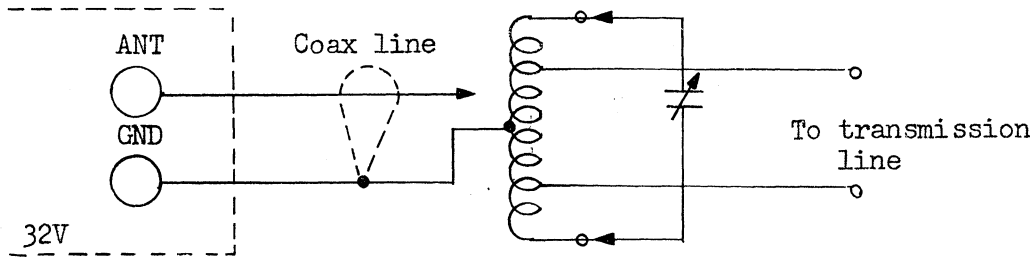 ANT
Coax line
GND
To transmission
line
32V